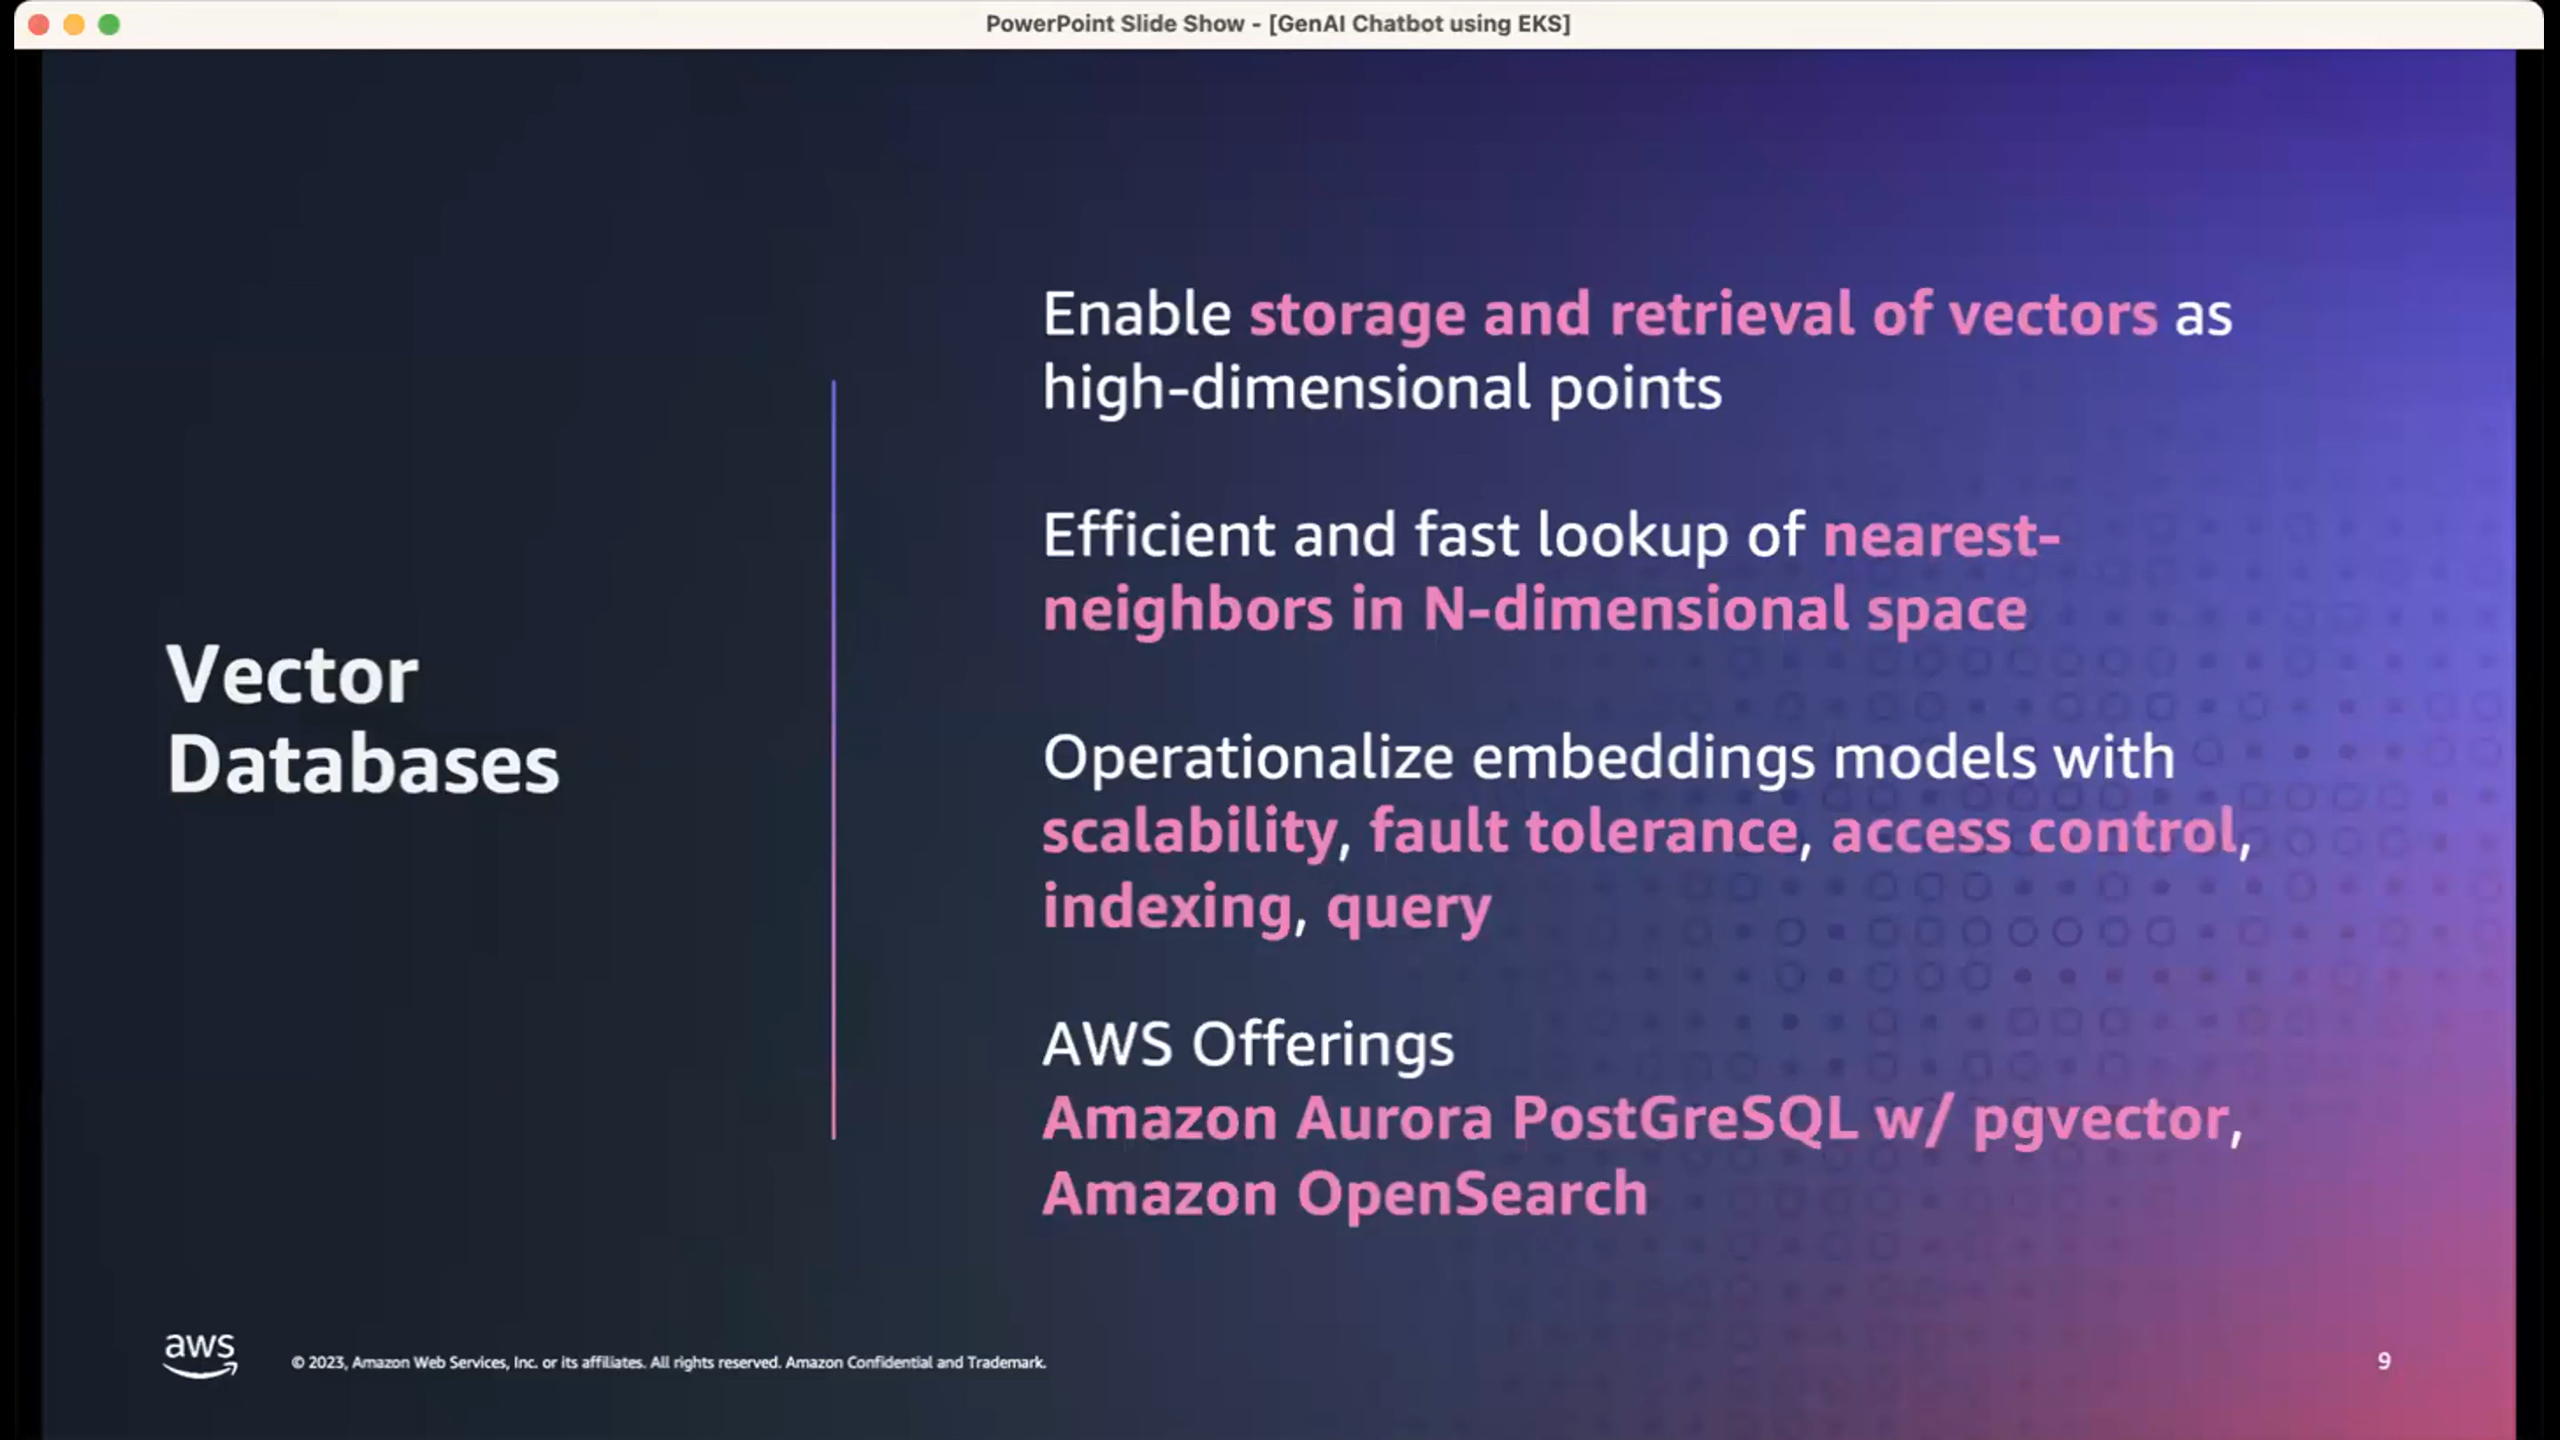 PowerPoint Slide Show - [GenAI Chatbot using EKS]
Vector
Databases
Enable storage and retrieval of vectors as
high-dimensional points
Efficient and fast lookup of nearest-
neighbors in N-dimensional space
Operationalize embeddings models with
scalability, fault tolerance, access control,
indexing, query
AWS Offerings
Amazon Aurora PostGreSQL w/ pgvector,
Amazon OpenSearch
aws
© 2023, Amazon Web Services, Inc. or its affiliates. All rights reserved. Amazon Confidential and Trademark.
9